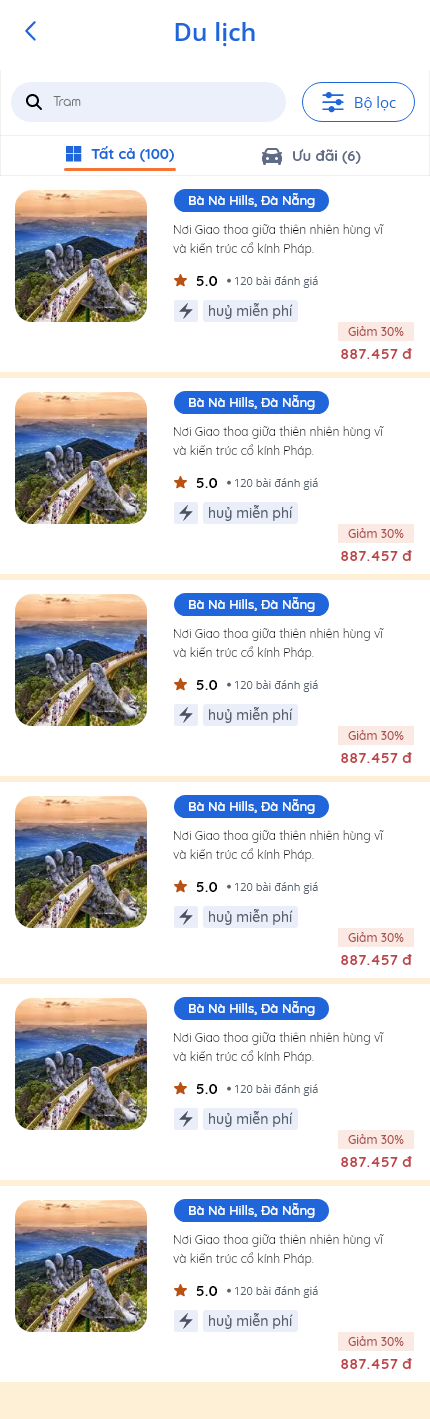 Du lịch
Tram
Bộ lọc
Tất cả (100)
Ưu đãi (6)
Bà Nà Hills, Đà Nẵng
Nơi Giao thoa giữa thiên nhiên hùng vĩ
và kiến trúc cổ kính Pháp.
5.0 • 120 bài đánh giá
huỷ miễn phí
Giảm 30%
887.457 đ
Bà Nà Hills, Đà Nẵng
Nơi Giao thoa giữa thiên nhiên hùng vĩ
và kiến trúc cổ kính Pháp.
5.0 • 120 bài đánh giá
huỷ miễn phí
Giảm 30%
887.457 đ
Bà Nà Hills, Đà Nẵng
Nơi Giao thoa giữa thiên nhiên hùng vĩ
và kiến trúc cổ kính Pháp.
5.0 • 120 bài đánh giá
huỷ miễn phí
Giảm 30%
887.457 đ
Bà Nà Hills, Đà Nẵng
Nơi Giao thoa giữa thiên nhiên hùng vĩ
và kiến trúc cổ kính Pháp.
5.0 • 120 bài đánh giá
huỷ miễn phí
Giảm 30%
887.457 đ
Bà Nà Hills, Đà Nẵng
Nơi Giao thoa giữa thiên nhiên hùng vĩ
và kiến trúc cổ kính Pháp.
5.0 • 120 bài đánh giá
huỷ miễn phí
Giảm 30%
887.457 đ
Bà Nà Hills, Đà Nẵng
Nơi Giao thoa giữa thiên nhiên hùng vĩ
và kiến trúc cổ kính Pháp.
5.0 • 120 bài đánh giá
huỷ miễn phí
Giảm 30%
887.457 đ